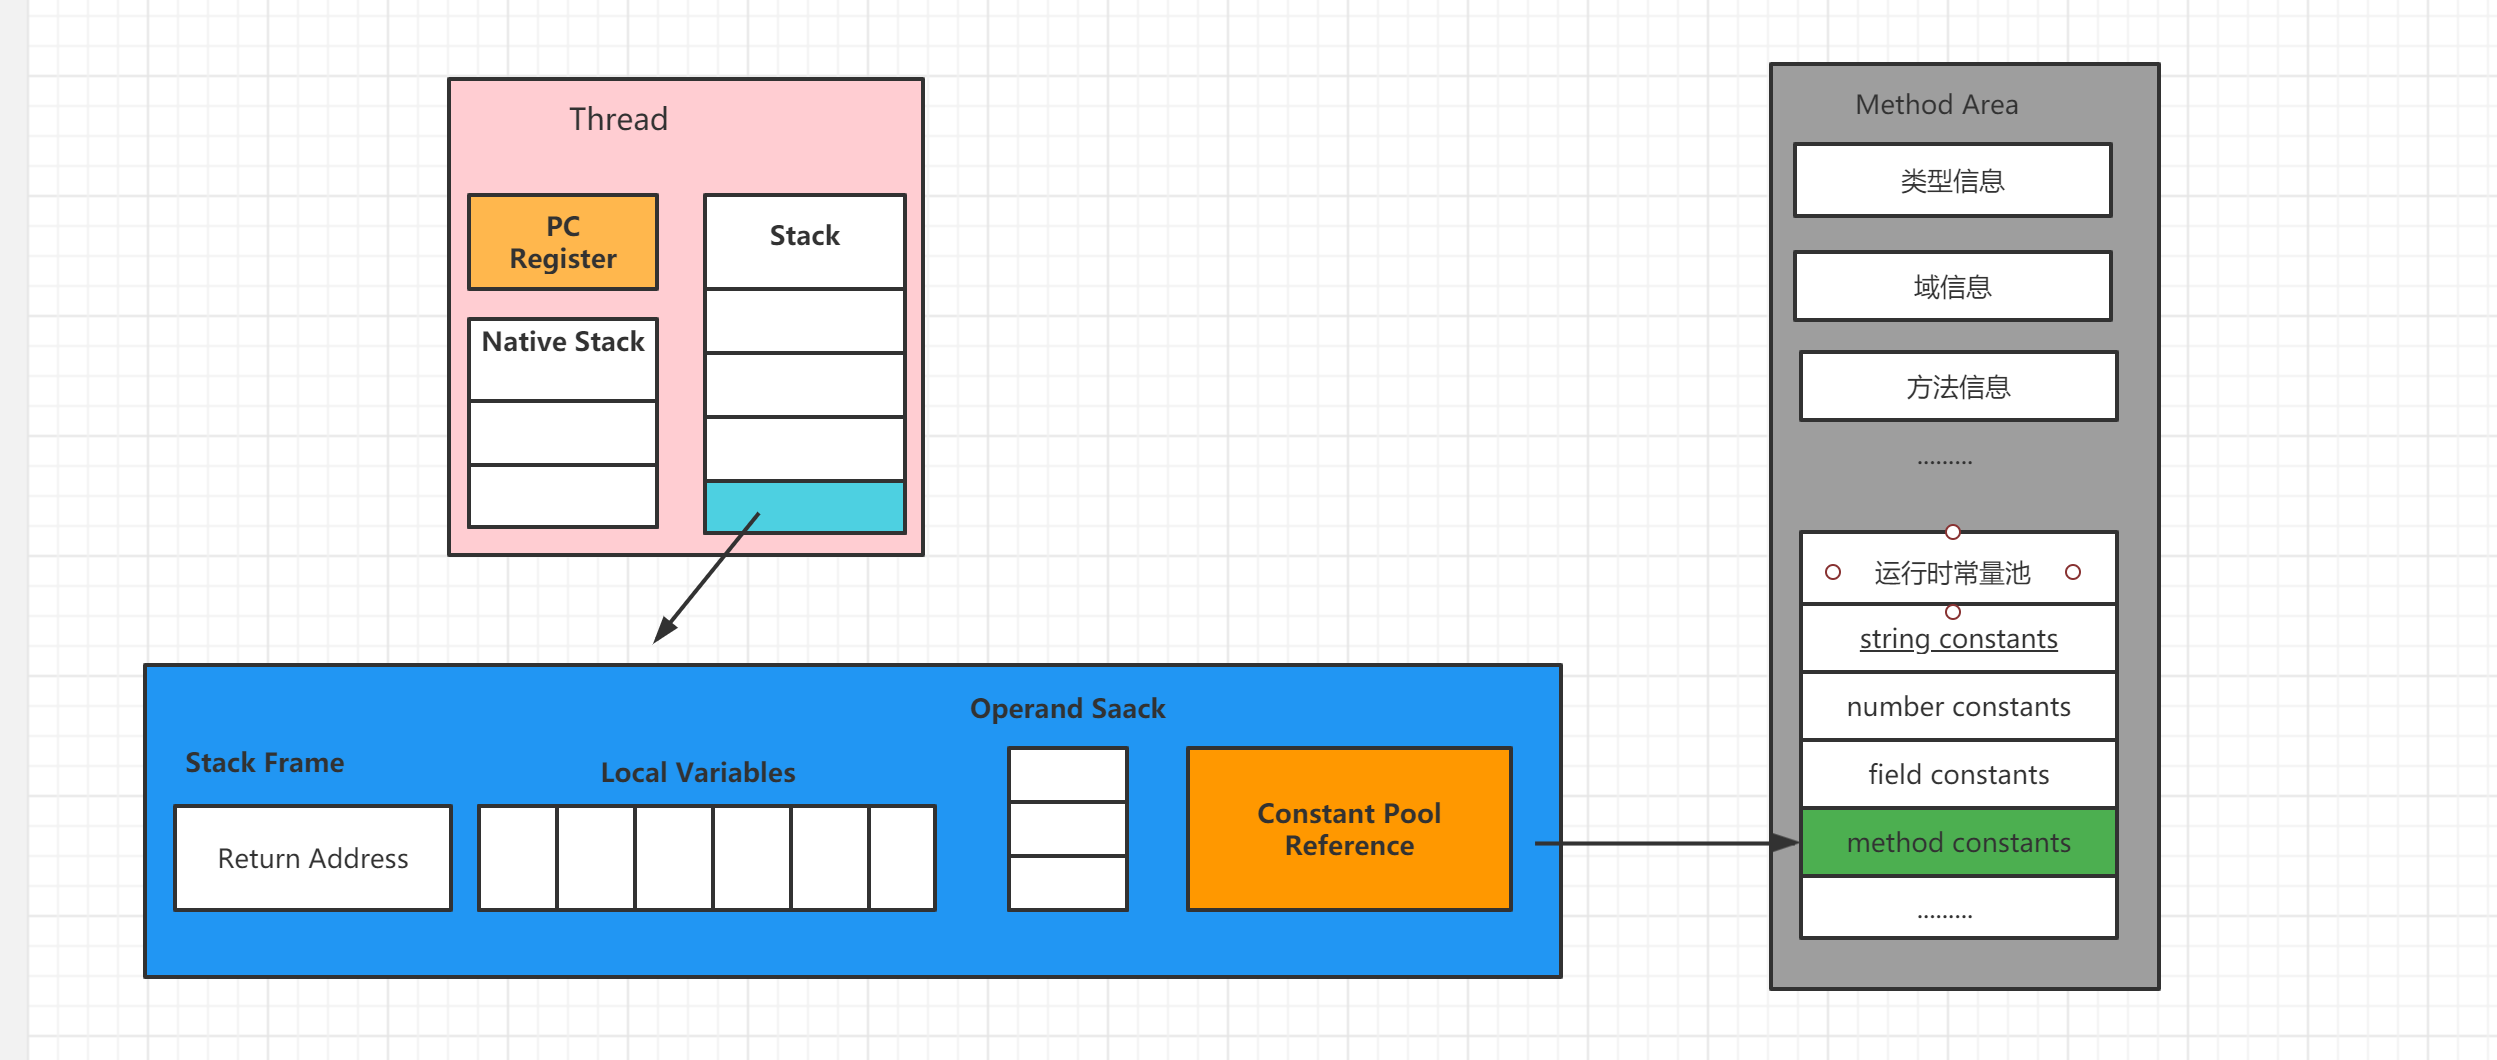 Thread
PC
Register
Stack
Native Stack
Operand Saack
Stack Frame
Local Variables
Return Address
Constant Pool
Reference
Method Area
类型信息
域信息
方法信息
.........
运行时常量池
string constants
number constants
field constants
method constants
.........